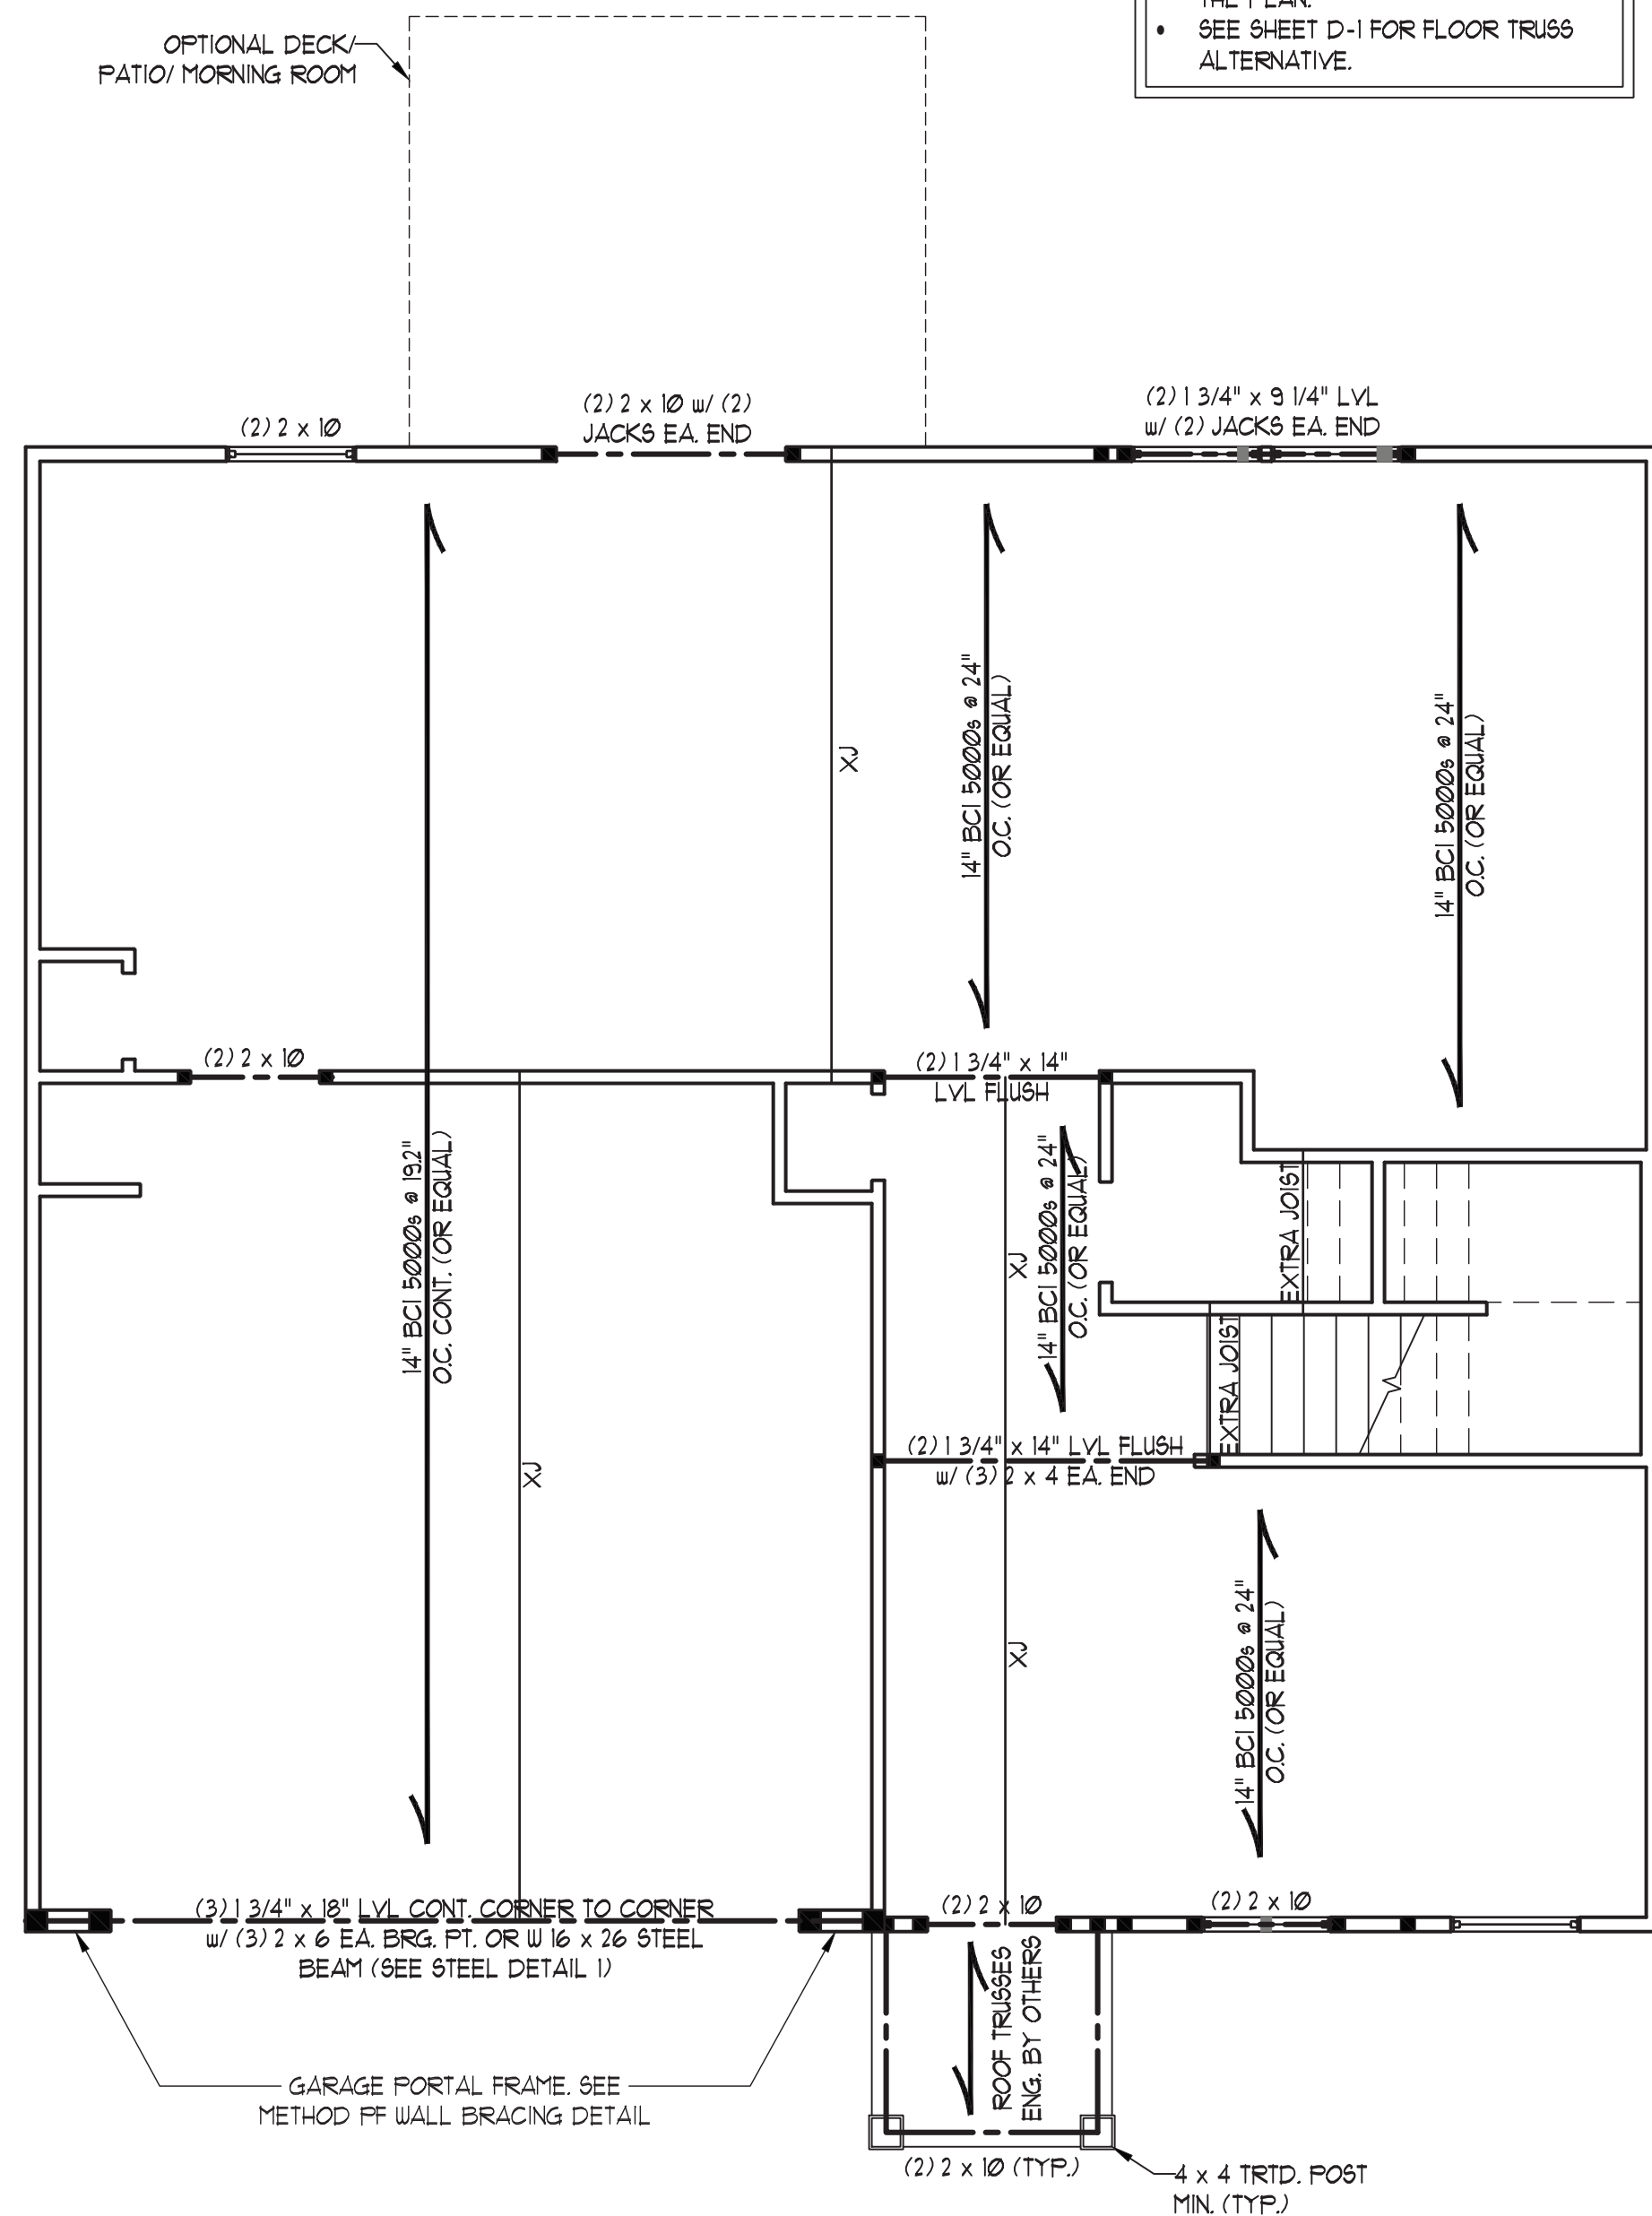 THE PLAN.
• SEE SHEET D-1 FOR FLOOR TRUSS
ALTERNATIVE.
OPTIONAL DECK/
PATIO/ MORNING ROOM
(2) 2 x 10
(2) 2 x 10 w/ (2)
JACKS EA. END
(2) 1 3/4" x 9 1/4" LVL
w/ (2) JACKS EA. END
14" BCI 5000s @ 24"
O.C. (OR EQUAL)
14" BCI 5000s @ 24"
O.C. (OR EQUAL)
XJ
(2) 2 x 10
(2) 1 3/4" x 14"
LVL FLUSH
14" BCI 5000s @ 19.2"
O.C. CONT. (OR EQUAL)
XJ
14" BCI 5000s @ 24"
O.C. (OR EQUAL)
EXTRA JOIST
EXTRA JOIST
(2) 1 3/4" x 14" LVL FLUSH
w/ (3) 2 x 4 EA. END
XJ
XJ
14" BCI 5000s @ 24"
O.C. (OR EQUAL)
(3) 1 3/4" x 18" LVL CONT. CORNER TO CORNER
w/ (3) 2 x 6 EA. BRG. PT. OR W 16 x 26 STEEL
BEAM (SEE STEEL DETAIL 1)
(2) 2 x 10
(2) 2 x 10
ROOF TRUSSES
ENG. BY OTHERS
GARAGE PORTAL FRAME. SEE
METHOD PF WALL BRACING DETAIL
(2) 2 x 10 (TYP.)
4 x 4 TRTD. POST
MIN. (TYP.)